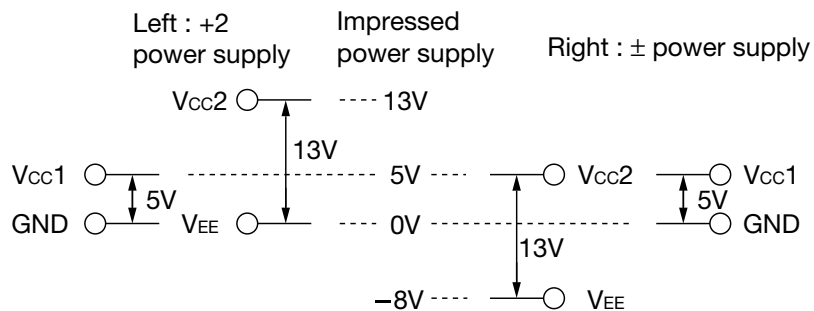 Left : +2
power supply
Impressed
power supply
Right : ± power supply
VCC2
13V
13V
VCC1
5V
5V
VCC2
VCC1
5V
GND
VEE
0V
GND
13V
−8V
VEE